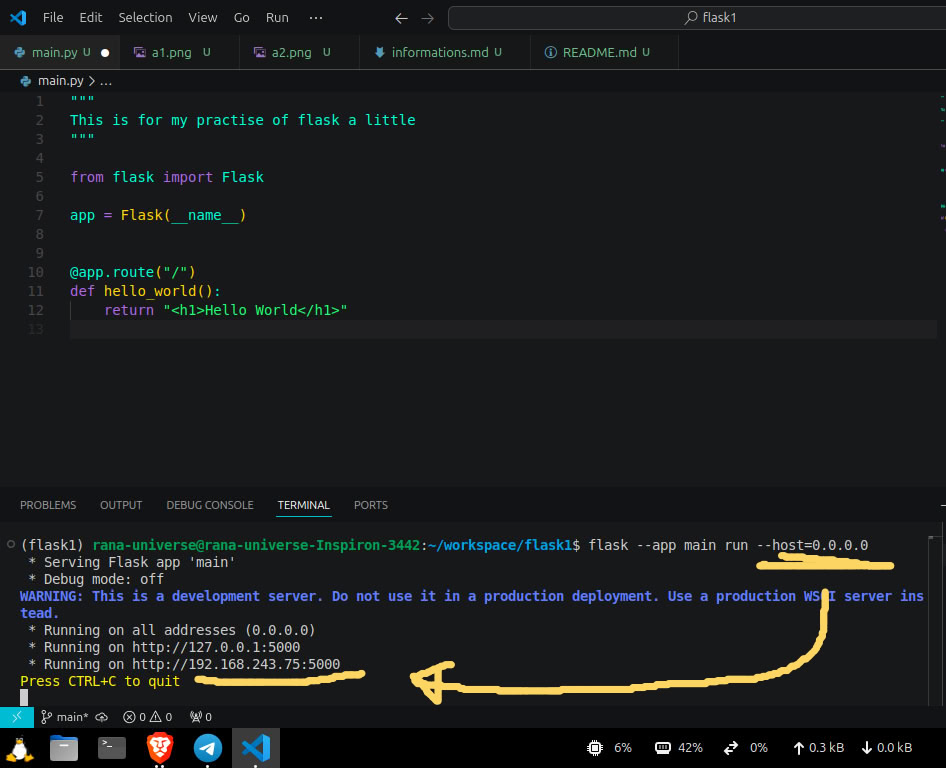 File Edit Selection View Go Run ··· ← → flask1
main.py U ● a1.png U a2.png U informations.md U README.md U
main.py > ...
1 """
2 This is for my practise of flask a little
3 """
4
5 from flask import Flask
6
7 app = Flask(__name__)
8
9
10 @app.route("/")
11 def hello_world():
12 return "<h1>Hello World</h1>"
13
PROBLEMS OUTPUT DEBUG CONSOLE TERMINAL PORTS
(flask1) rana-universe@rana-universe-Inspiron-3442:~/workspace/flask1$ flask --app main run --host=0.0.0.0
* Serving Flask app 'main'
* Debug mode: off
WARNING: This is a development server. Do not use it in a production deployment. Use a production WSGI server ins
tead.
* Running on all addresses (0.0.0.0)
* Running on http://127.0.0.1:5000
* Running on http://192.168.243.75:5000
Press CTRL+C to quit
main* 0 0 0
6% 42% 0% 0.3 kB 0.0 kB